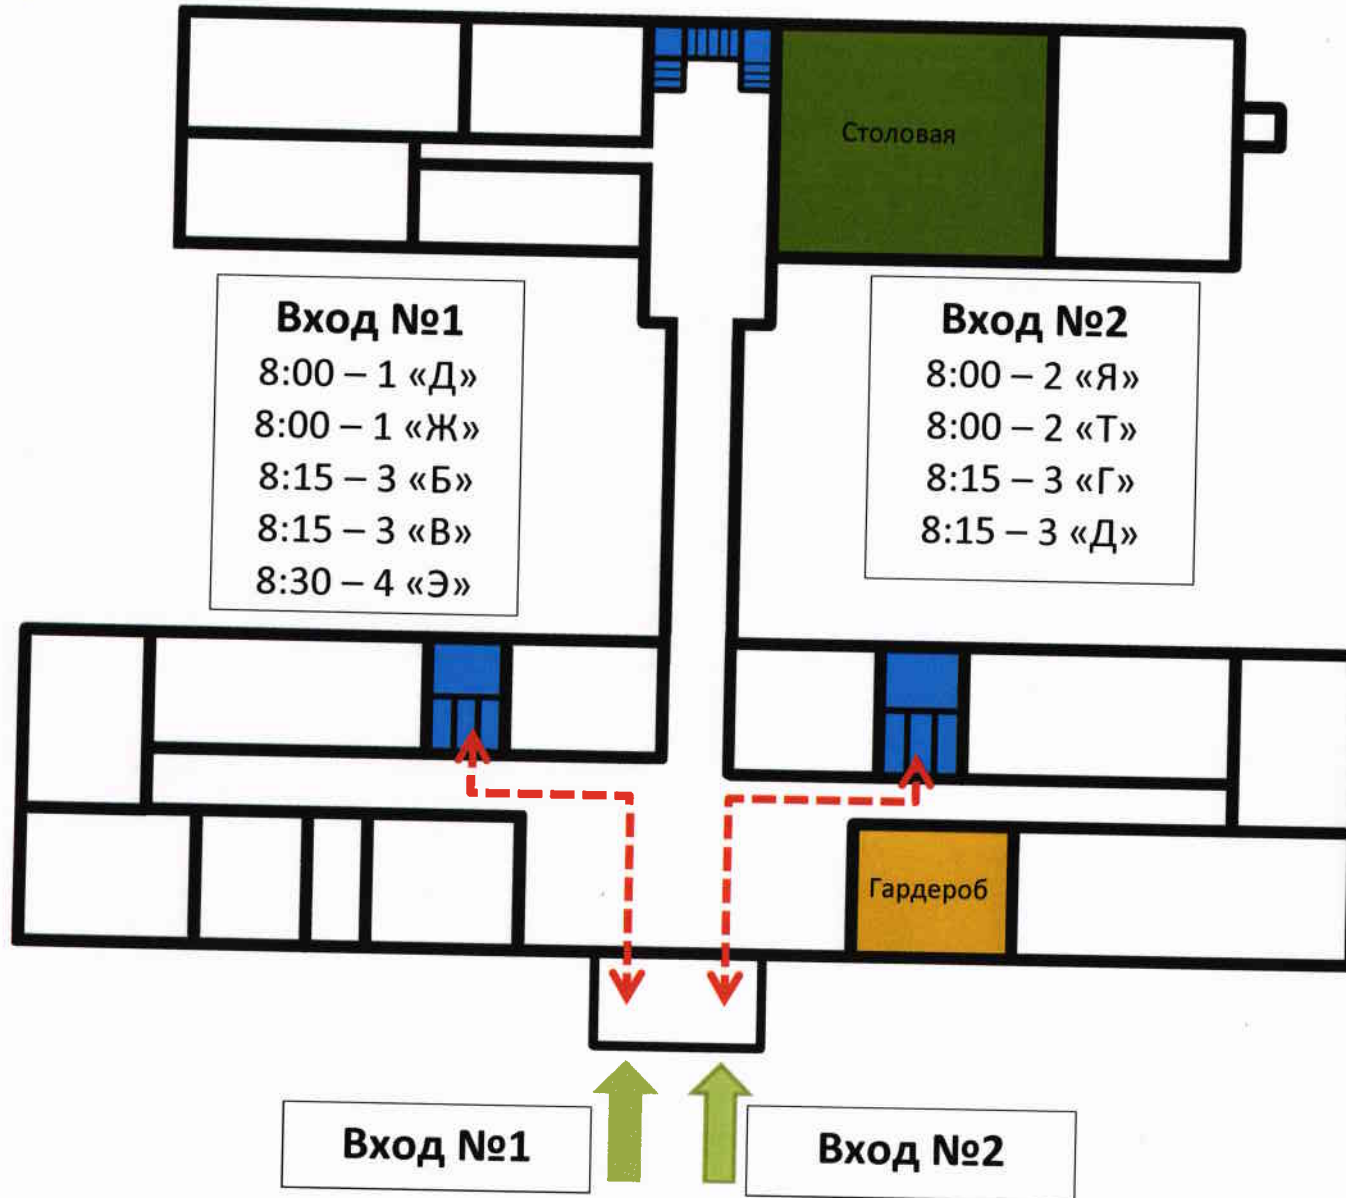 Столовая
Вход №1
8:00 – 1 «Д»
8:00 – 1 «Ж»
8:15 – 3 «Б»
8:15 – 3 «В»
8:30 – 4 «Э»
Вход №2
8:00 – 2 «Я»
8:00 – 2 «Т»
8:15 – 3 «Г»
8:15 – 3 «Д»
Гардероб
Вход №1
Вход №2